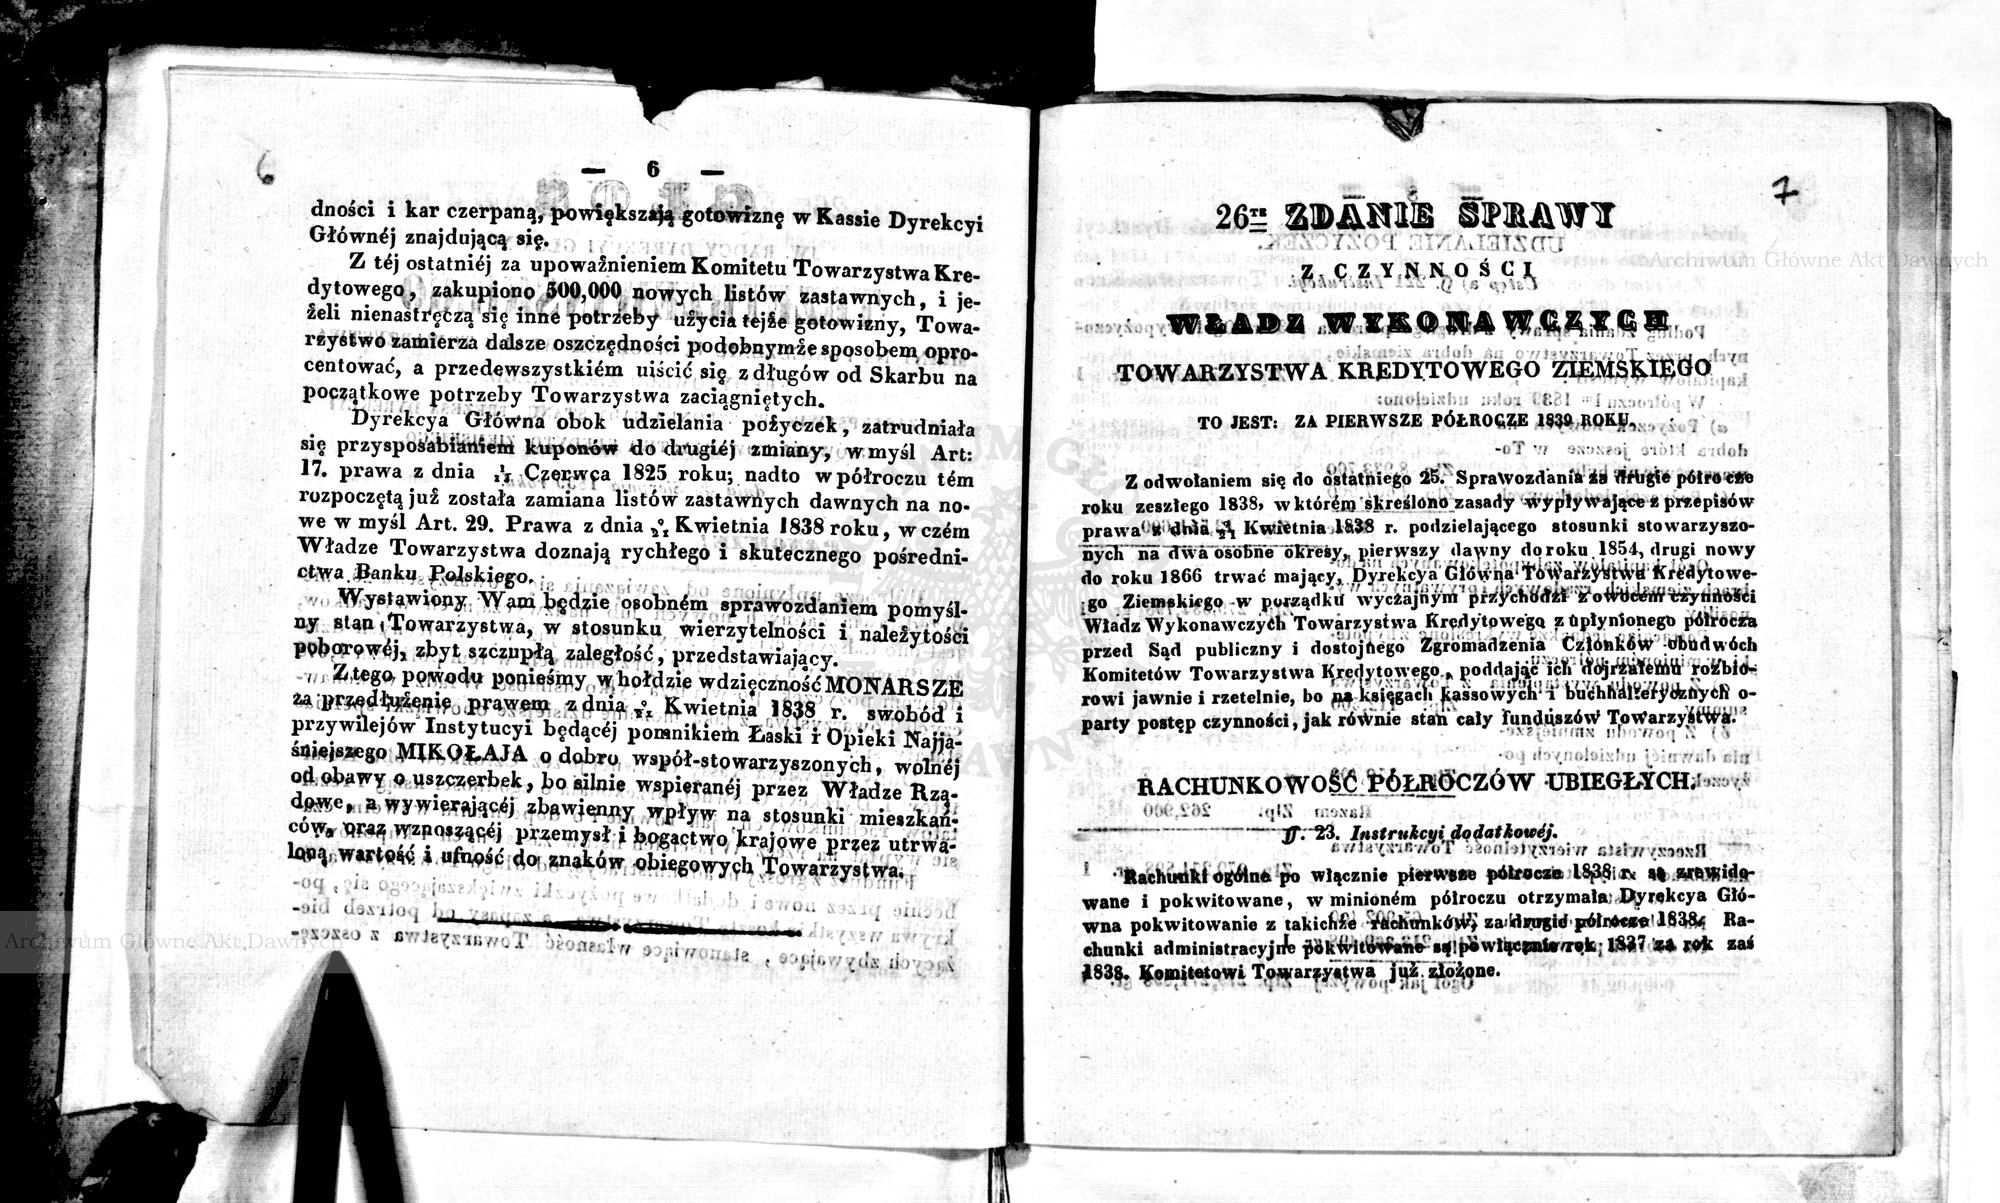 6
— 6 —
dności i kar czerpaną, powiększają gotowiznę w Kassie Dyrekcyi
Głównéj znajdującą się.
Z téj ostatniéj za upoważnieniem Komitetu Towarzystwa Kre-
dytowego, zakupiono 500,000 nowych listów zastawnych, i je-
żeli nienastręczą się inne potrzeby użycia tejże gotowizny, Towa-
rzystwo zamierza dalsze oszczędności podobnymże sposobem opro-
centować, a przedewszystkiém uiścić się z długów od Skarbu na
początkowe potrzeby Towarzystwa zaciągniętych.
Dyrekcya Główna obok udzielania pożyczek, zatrudniała
się przysposabianiem kuponów do drugiéj zmiany, w myśl Art:
17. prawa z dnia 1/13 Czerwca 1825 roku; nadto w półroczu tém
rozpoczętą już została zamiana listów zastawnych dawnych na no-
we w myśl Art. 29. Prawa z dnia 9/21 Kwietnia 1838 roku, w czém
Władze Towarzystwa doznają rychłego i skutecznego pośredni-
ctwa Banku Polskiego.
Wystawiony Wam będzie osobném sprawozdaniem pomyśl-
ny stan Towarzystwa, w stosunku wierzytelności i należytości
poborowéj, zbyt szczupłą zaległość, przedstawiający.
Z tego powodu ponieśmy w hołdzie wdzięczność MONARSZE
za przedłużenie prawem z dnia 9/21 Kwietnia 1838 r. swobód i
przywilejów Instytucyi będącéj pomnikiem Łaski i Opieki Najja-
śniejszego MIKOŁAJA o dobro współ-stowarzyszonych, wolnéj
od obawy o uszczerbek, bo silnie wspieranéj przez Władze Rzą-
dowe, a wywierającéj zbawienny wpływ na stosunki mieszkań-
ców, oraz wznoszącéj przemysł i bogactwo krajowe przez utrwa-
loną wartość i ufność do znaków obiegowych Towarzystwa.
7
26te ZDANIE SPRAWY
Z CZYNNOŚCI
WŁADZ WYKONAWCZYCH
TOWARZYSTWA KREDYTOWEGO ZIEMSKIEGO
TO JEST: ZA PIERWSZE PÓŁROCZE 1839 ROKU.
Z odwołaniem się do ostatniego 25. Sprawozdania za drugie półrocze
roku zeszłego 1838, w którém skreślono zasady wypływające z przepisów
prawa z dnia 9/21 Kwietnia 1838 r. podzielającego stosunki stowarzyszo-
nych na dwa osobne okresy, pierwszy dawny do roku 1854, drugi nowy
do roku 1866 trwać mający, Dyrekcya Główna Towarzystwa Kredytowe-
go Ziemskiego w porządku wyczajnym przychodzi z owocem czynności
Władz Wykonawczych Towarzystwa Kredytowego z upłynionego półrocza
przed Sąd publiczny i dostojnego Zgromadzenia Członków obudwóch
Komitetów Towarzystwa Kredytowego, poddając ich dojrzałemu rozbio-
rowi jawnie i rzetelnie, bo na księgach kassowych i buchhalterycznych o-
party postęp czynności, jak równie stan cały funduszów Towarzystwa.
RACHUNKOWOŚĆ PÓŁROCZÓW UBIEGŁYCH.
§. 23. Instrukcyi dodatkowéj.
Rachunki ogólne po włącznie pierwsze półrocze 1838 r. są zrewido-
wane i pokwitowane, w minioném półroczu otrzymała Dyrekcya Głó-
wna pokwitowanie z takichże rachunków, za drugie półrocze 1838. Ra-
chunki administracyjne pokwitowane są po włącznie rok 1837 za rok zaś
1838. Komitetowi Towarzystwa już złożone.
Archiwum Główne Akt Dawnych
Archiwum Główne Akt Dawnych